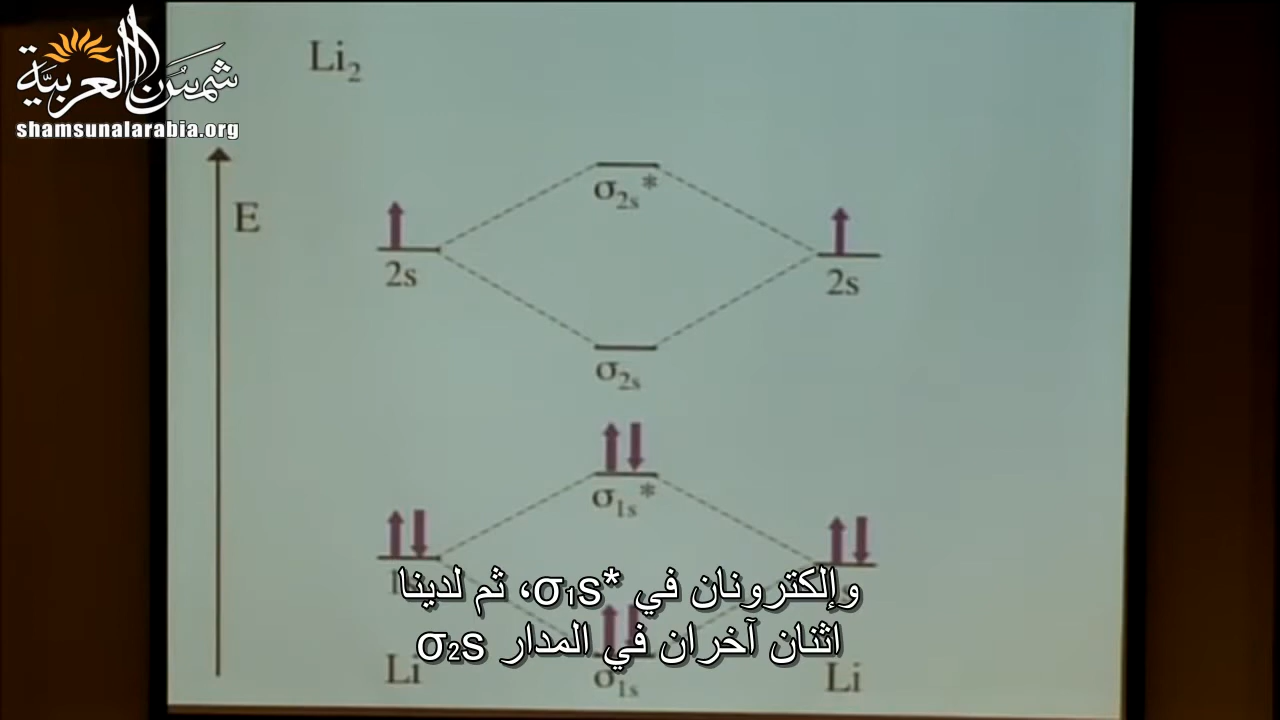 شمسٌ العربيّة
shamsunalarabia.org
Li₂
E
σ₂ₛ*
2s
2s
σ₂ₛ
σ₁ₛ*
وإلكترونان في *σ₁s، ثم لدينا
اثنان آخران في المدار σ₂s
Li
σ₁ₛ
Li